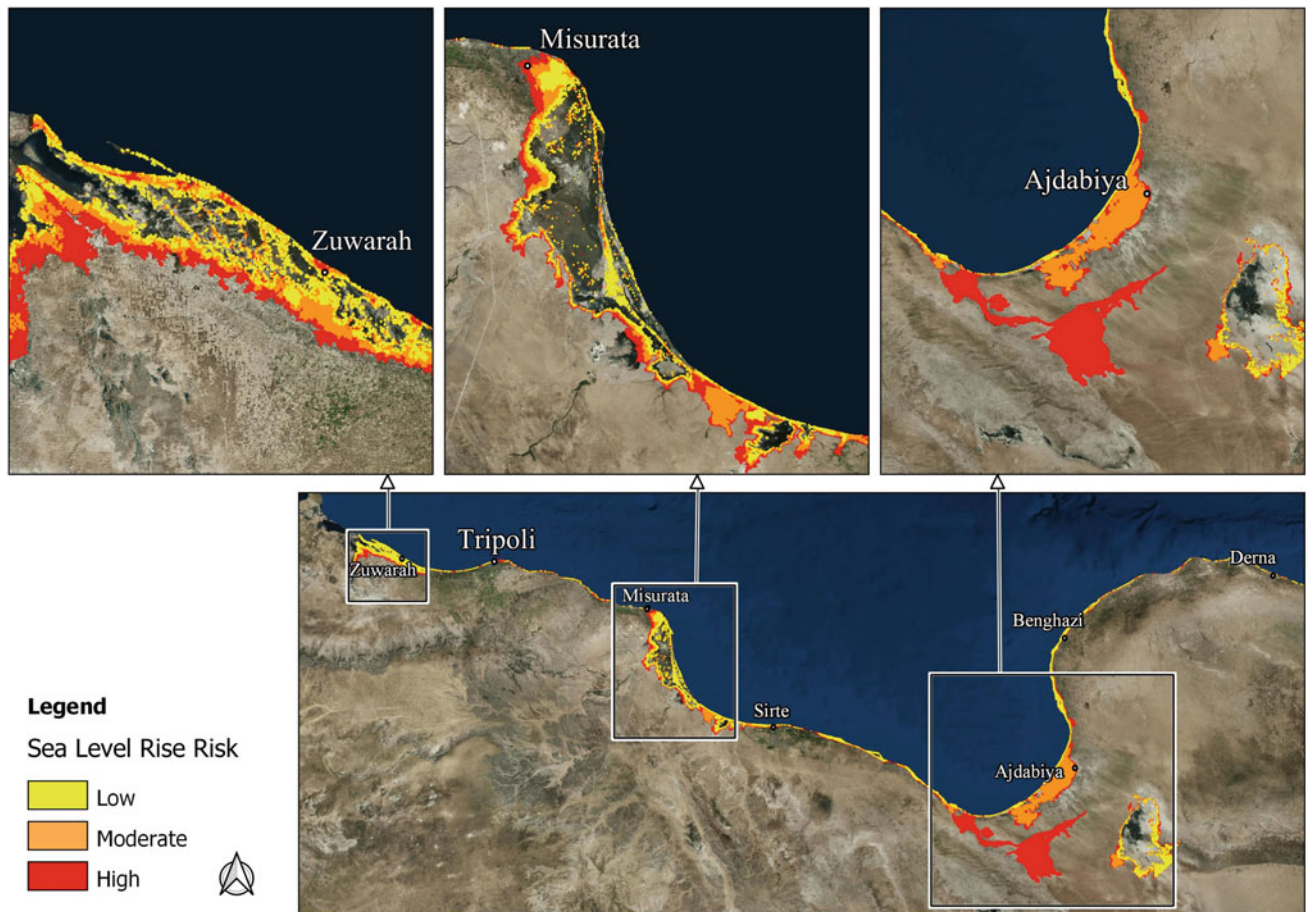 Misurata
Zuwarah
Ajdabiya
Tripoli
Zuwarah
Misurata
Sirte
Derna
Benghazi
Ajdabiya
Legend
Sea Level Rise Risk
Low
Moderate
High